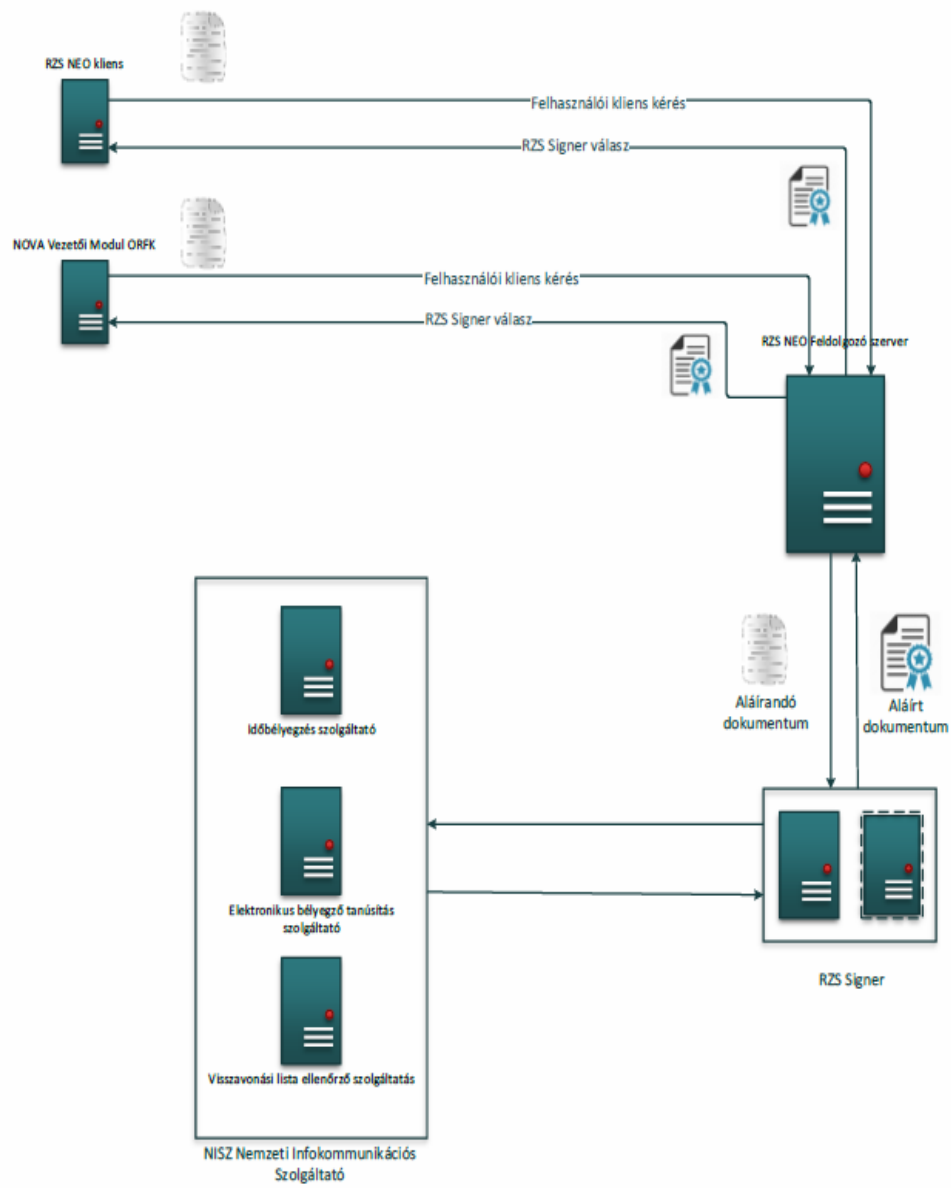 RZS NEO kliens
Felhasználói kliens kérés
RZS Signer válasz
NOVA Vezetői Modul ORFK
Felhasználói kliens kérés
RZS Signer válasz
RZS NEO Feldolgozó szerver
Időbélyegzés szolgáltató
Aláírandó
dokumentum
Aláírt
dokumentum
Elektronikus bélyegző tanúsítás
szolgáltató
RZS Signer
Visszavonási lista ellenőrző szolgáltatás
NISZ Nemzeti Infokommunikációs
Szolgáltató